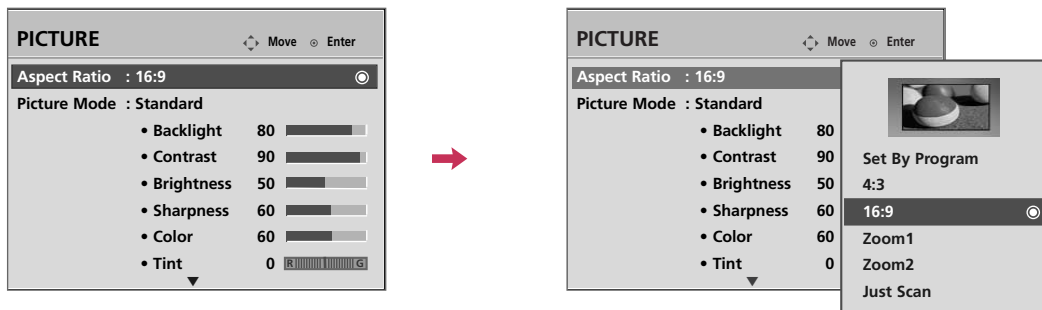 PICTURE Move Enter
Aspect Ratio : 16:9
Picture Mode : Standard
• Backlight 80
• Contrast 90
• Brightness 50
• Sharpness 60
• Color 60
• Tint 0 R G
PICTURE Move Enter
Aspect Ratio : 16:9
Picture Mode : Standard
• Backlight 80
• Contrast 90
• Brightness 50
• Sharpness 60
• Color 60
• Tint 0
Set By Program
4:3
16:9
Zoom1
Zoom2
Just Scan